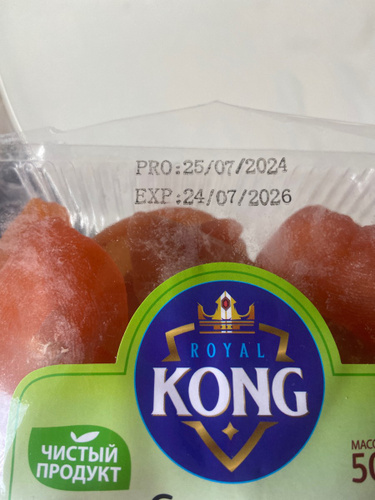 PRO:25/07/2024
EXP:24/07/2026
ROYAL
KONG
ЧИСТЫЙ
ПРОДУКТ